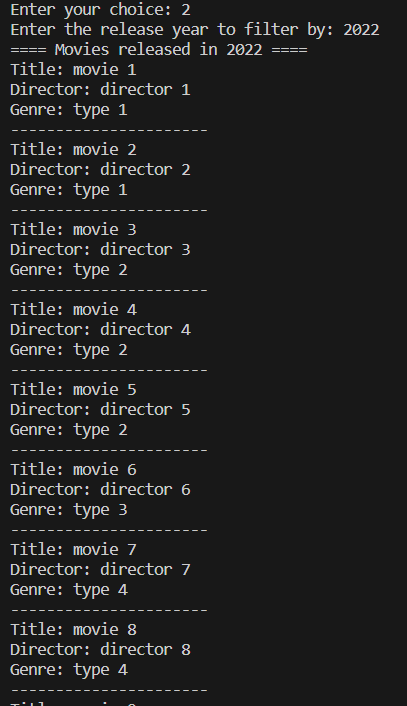 Enter your choice: 2
Enter the release year to filter by: 2022
==== Movies released in 2022 ====
Title: movie 1
Director: director 1
Genre: type 1
----------------------
Title: movie 2
Director: director 2
Genre: type 1
----------------------
Title: movie 3
Director: director 3
Genre: type 2
----------------------
Title: movie 4
Director: director 4
Genre: type 2
----------------------
Title: movie 5
Director: director 5
Genre: type 2
----------------------
Title: movie 6
Director: director 6
Genre: type 3
----------------------
Title: movie 7
Director: director 7
Genre: type 4
----------------------
Title: movie 8
Director: director 8
Genre: type 4
----------------------